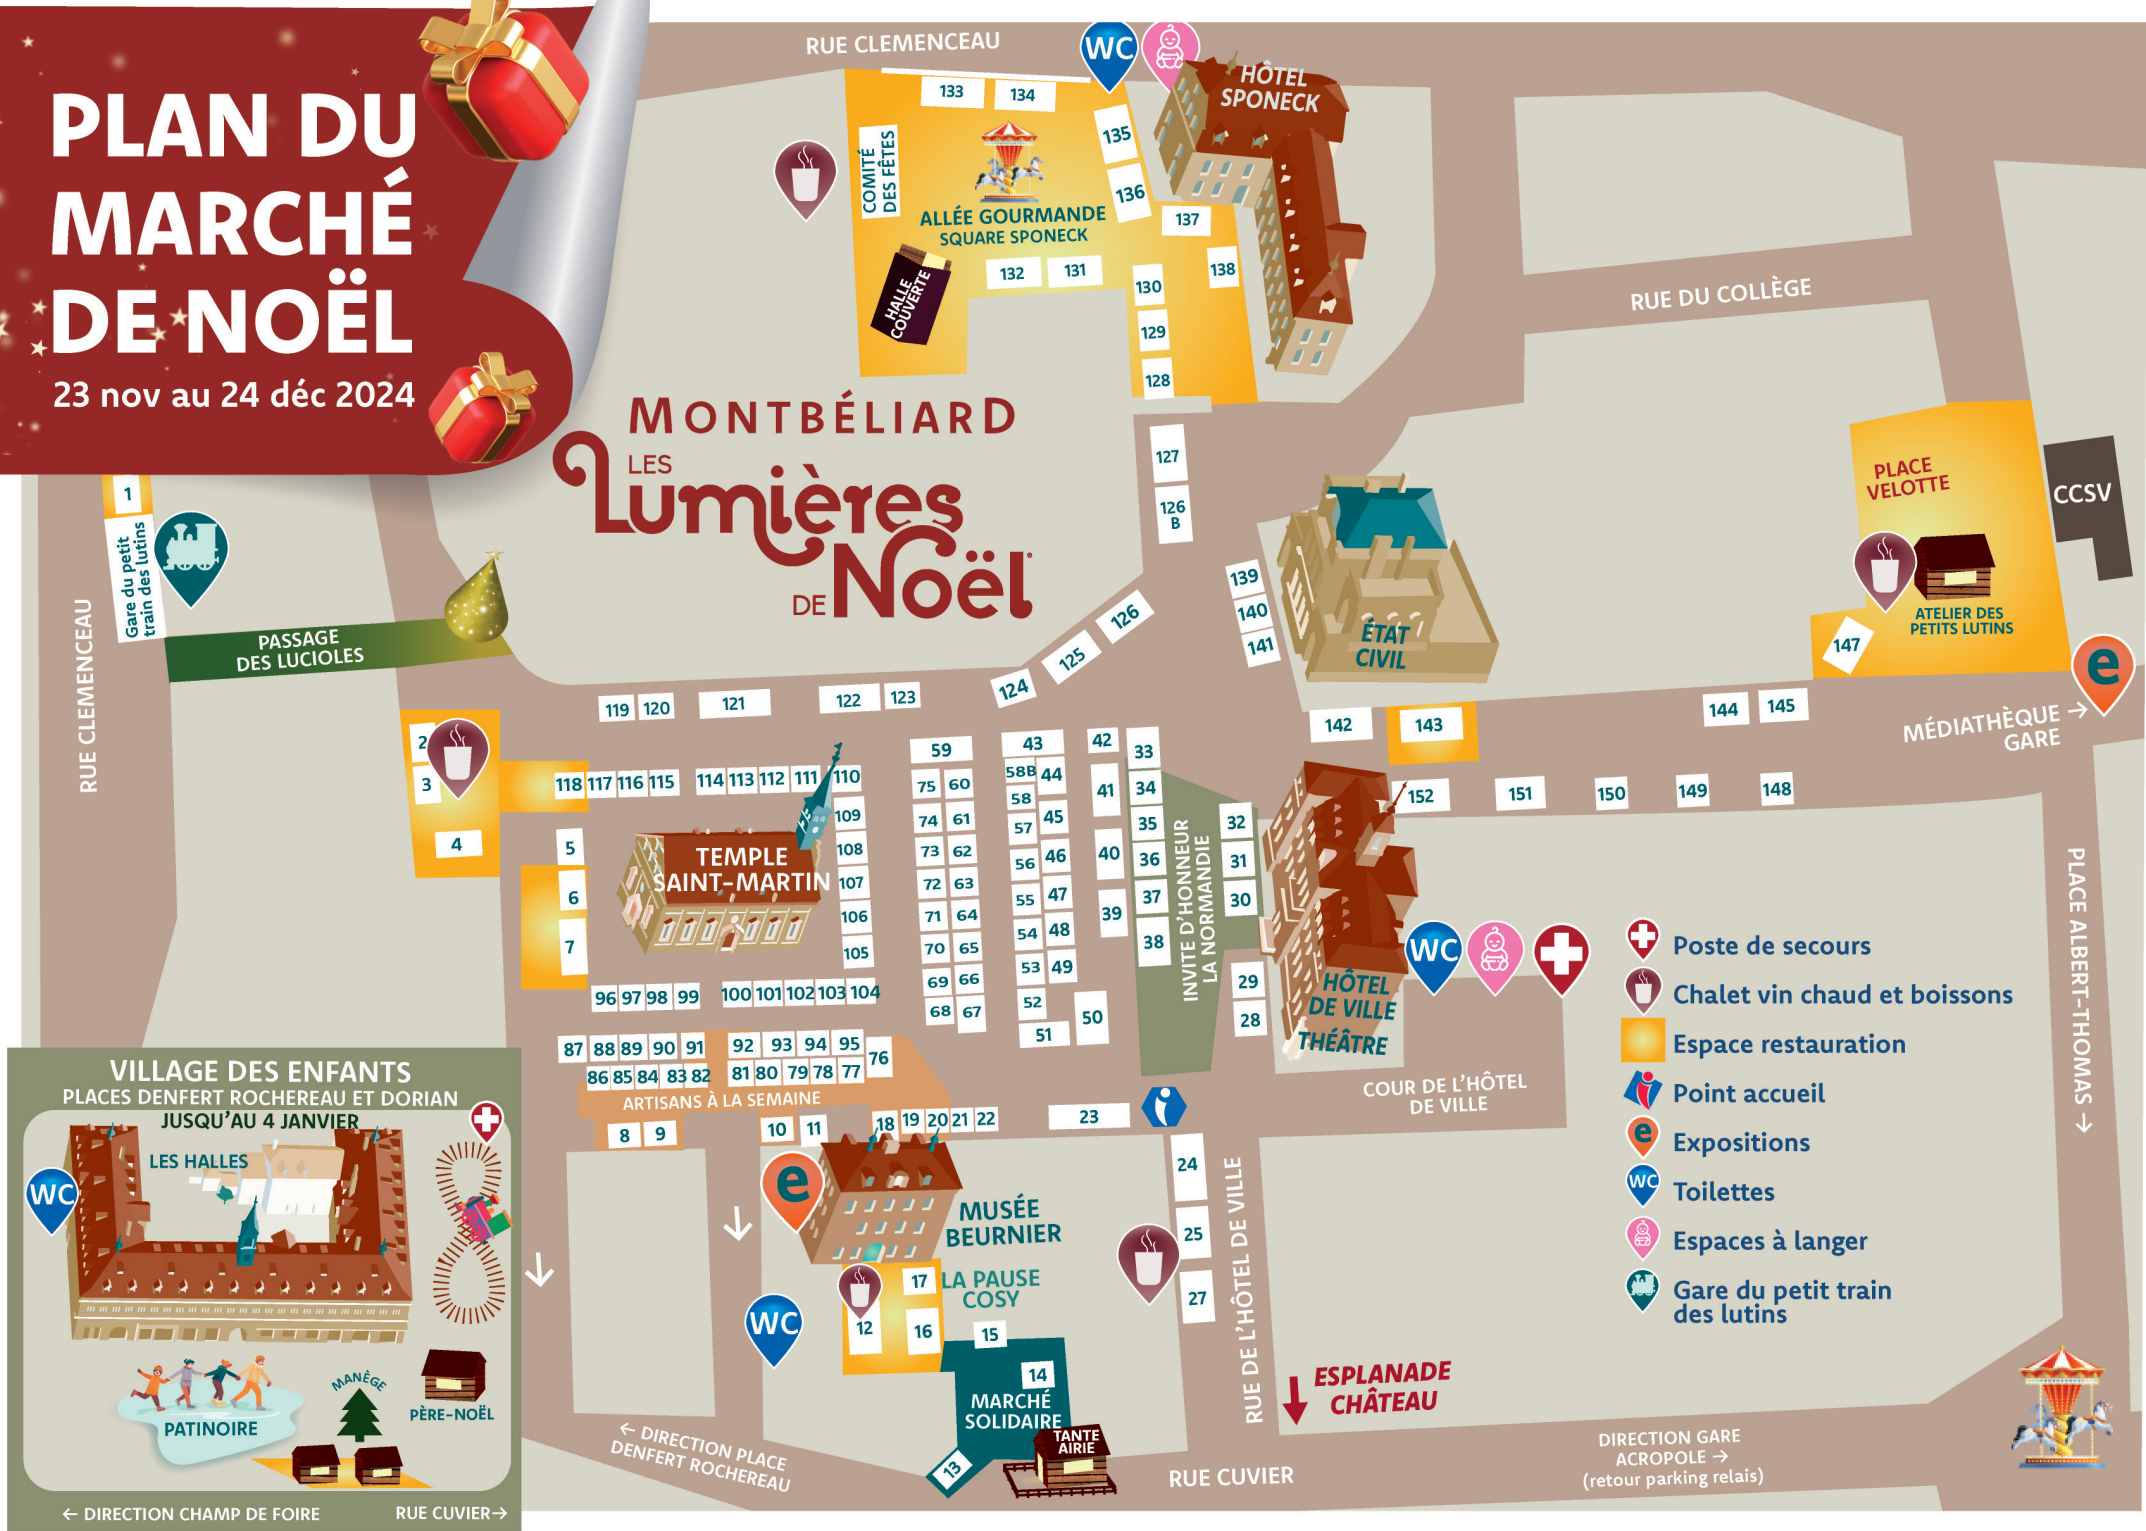 PLAN DU
MARCHÉ
DE NOËL
23 nov au 24 déc 2024
RUE CLEMENCEAU
WC
HÔTEL
SPONECK
133
134
135
136
137
138
COMITÉ
DES FÊTES
ALLÉE GOURMANDE
SQUARE SPONECK
HALLE
COUVERTE
132
131
130
129
128
127
126
B
RUE DU COLLÈGE
MONTBÉLIARD
LES
Lumières
DE Noël
PLACE
VELOTTE
CCSV
ATELIER DES
PETITS LUTINS
147
e
1
Gare du petit
train des lutins
PASSAGE
DES LUCIOLES
RUE CLEMENCEAU
139
140
141
ÉTAT
CIVIL
126
125
124
119
120
121
122
123
142
143
144
145
MÉDIATHÈQUE →
GARE
152
151
150
149
148
2
3
4
5
6
7
118
117
116
115
114
113
112
111
110
109
108
107
106
105
TEMPLE
SAINT-MARTIN
96
97
98
99
100
101
102
103
104
59
75
60
74
61
73
62
72
63
71
64
70
65
69
66
68
67
43
58B
44
58
45
57
46
56
47
55
48
54
49
53
52
51
50
42
41
40
39
33
34
35
36
37
38
INVITE D'HONNEUR
LA NORMANDIE
32
31
30
29
28
HÔTEL
DE VILLE
THÉÂTRE
WC
COUR DE L'HÔTEL
DE VILLE
PLACE ALBERT-THOMAS →
Poste de secours
Chalet vin chaud et boissons
Espace restauration
Point accueil
e
Expositions
WC
Toilettes
Espaces à langer
Gare du petit train
des lutins
87
88
89
90
91
92
93
94
95
76
86
85
84
83
82
81
80
79
78
77
ARTISANS À LA SEMAINE
8
9
10
11
18
19
20
21
22
23
i
24
25
27
e
MUSÉE
BEURNIER
LA PAUSE
COSY
17
12
16
15
14
13
MARCHÉ
SOLIDAIRE
TANTE
AIRIE
WC
RUE DE L'HÔTEL DE VILLE
ESPLANADE
CHÂTEAU
← DIRECTION PLACE
DENFERT ROCHEREAU
RUE CUVIER
DIRECTION GARE
ACROPOLE →
(retour parking relais)
VILLAGE DES ENFANTS
PLACES DENFERT ROCHEREAU ET DORIAN
JUSQU'AU 4 JANVIER
LES HALLES
WC
MANÈGE
PATINOIRE
PÈRE-NOËL
← DIRECTION CHAMP DE FOIRE
RUE CUVIER→